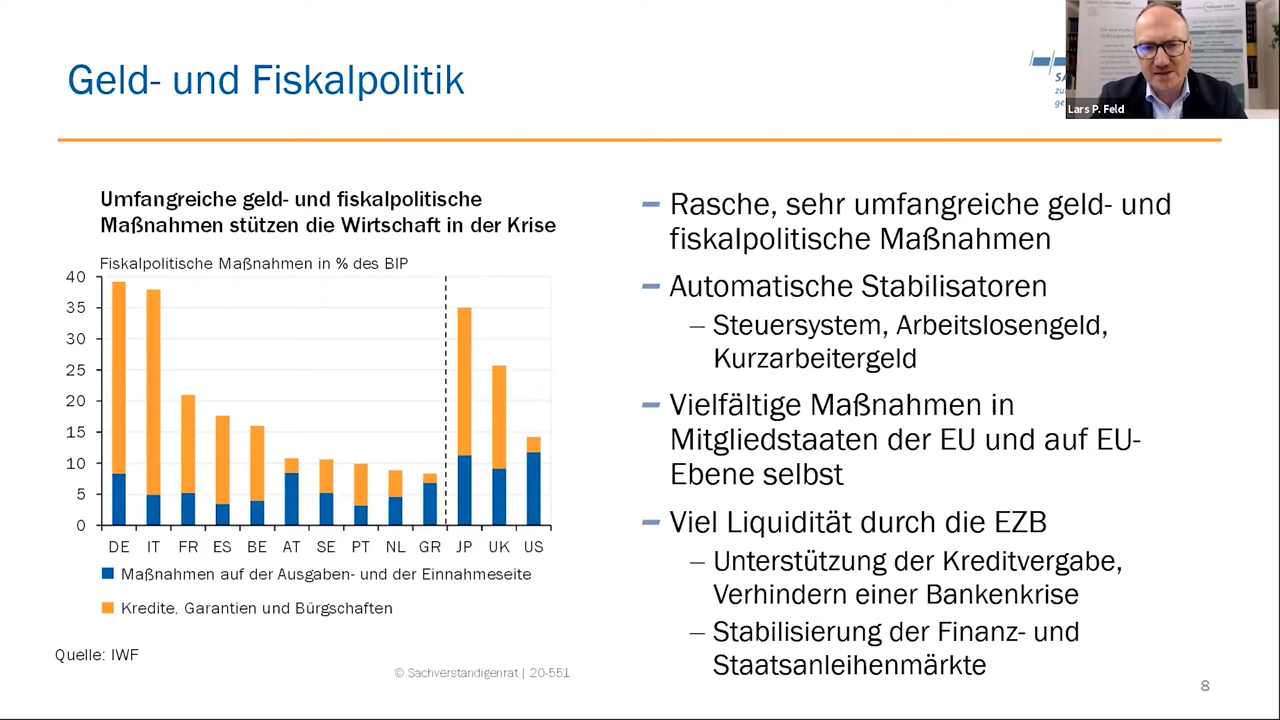 Geld- und Fiskalpolitik
Lars P. Feld
Umfangreiche geld- und fiskalpolitische
Maßnahmen stützen die Wirtschaft in der Krise
Fiskalpolitische Maßnahmen in % des BIP
40
35
30
25
20
15
10
5
0
DE IT FR ES BE AT SE PT NL GR JP UK US
Maßnahmen auf der Ausgaben- und der Einnahmeseite
Kredite, Garantien und Bürgschaften
Quelle: IWF
© Sachverständigenrat | 20-551
– Rasche, sehr umfangreiche geld- und
fiskalpolitische Maßnahmen
– Automatische Stabilisatoren
– Steuersystem, Arbeitslosengeld,
Kurzarbeitergeld
– Vielfältige Maßnahmen in
Mitgliedstaaten der EU und auf EU-
Ebene selbst
– Viel Liquidität durch die EZB
– Unterstützung der Kreditvergabe,
Verhindern einer Bankenkrise
– Stabilisierung der Finanz- und
Staatsanleihenmärkte
8